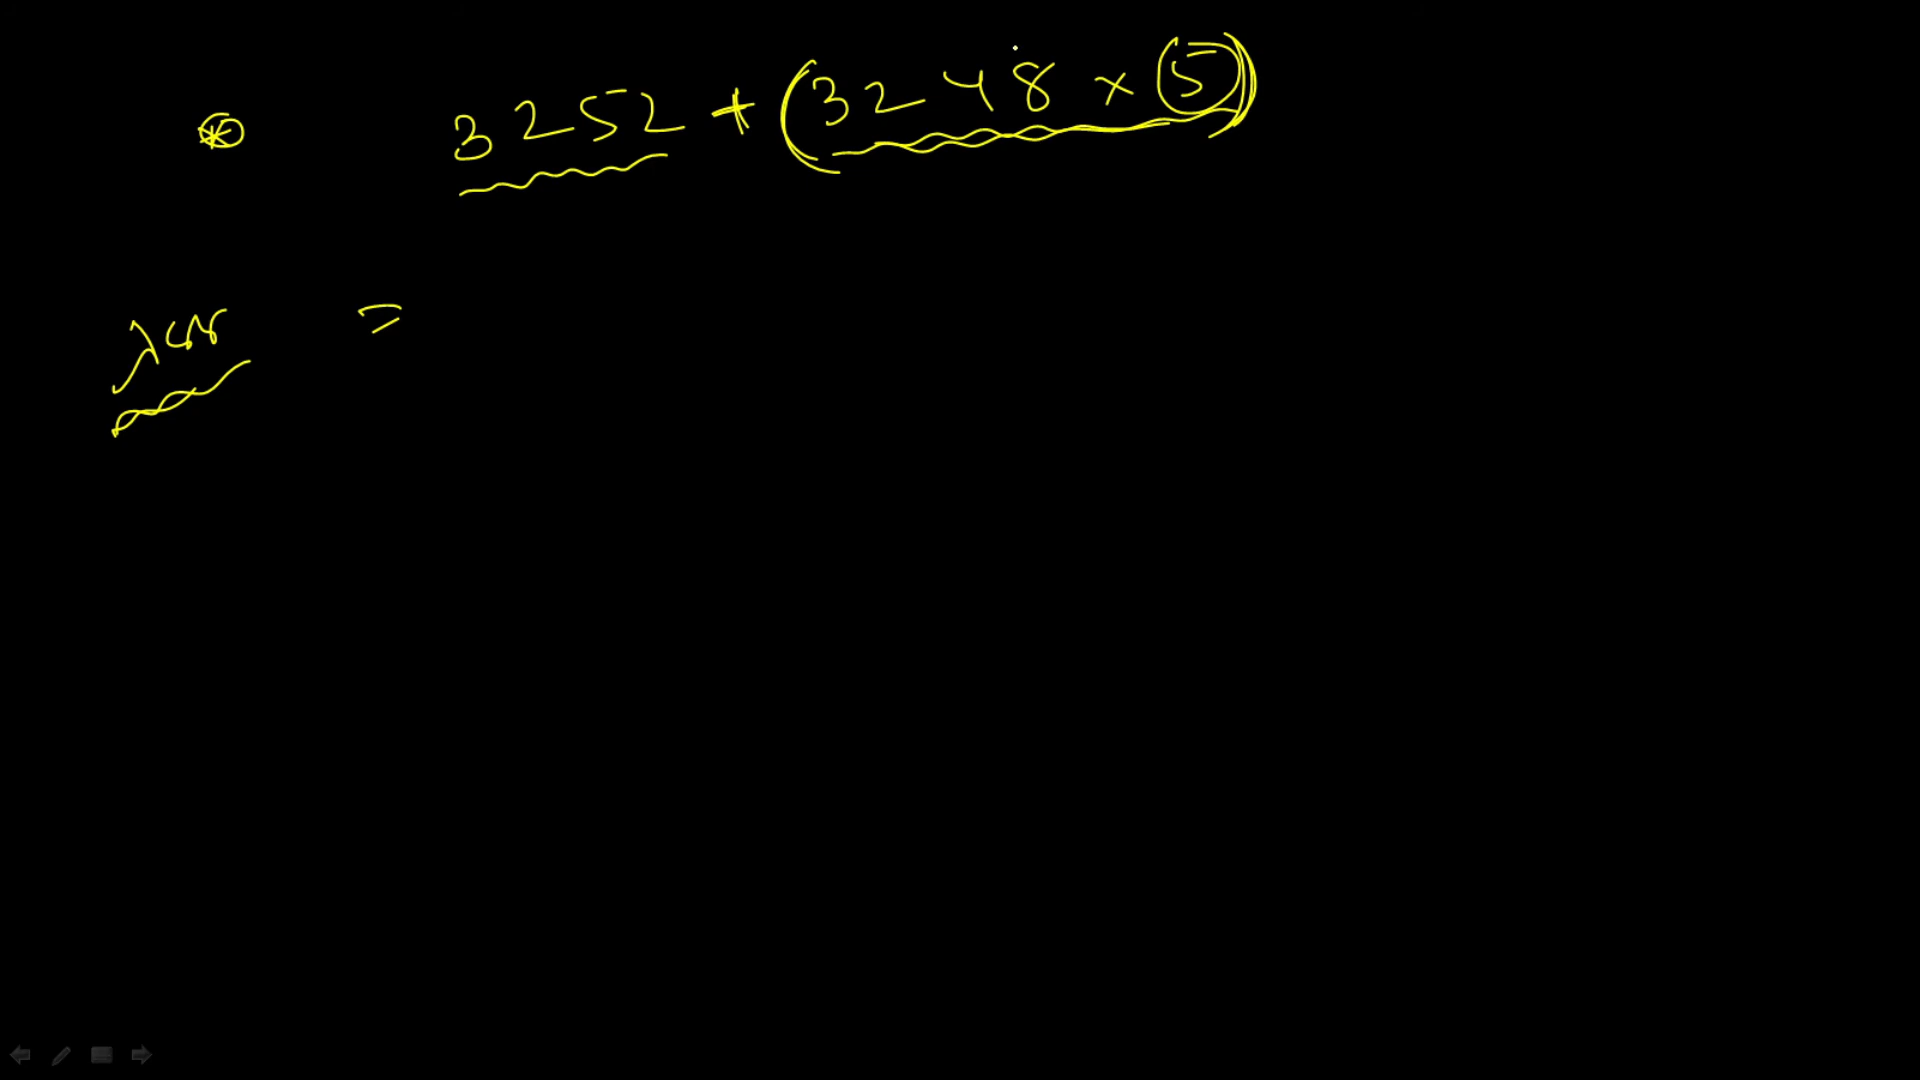 3252 + (3248 × (5))
=